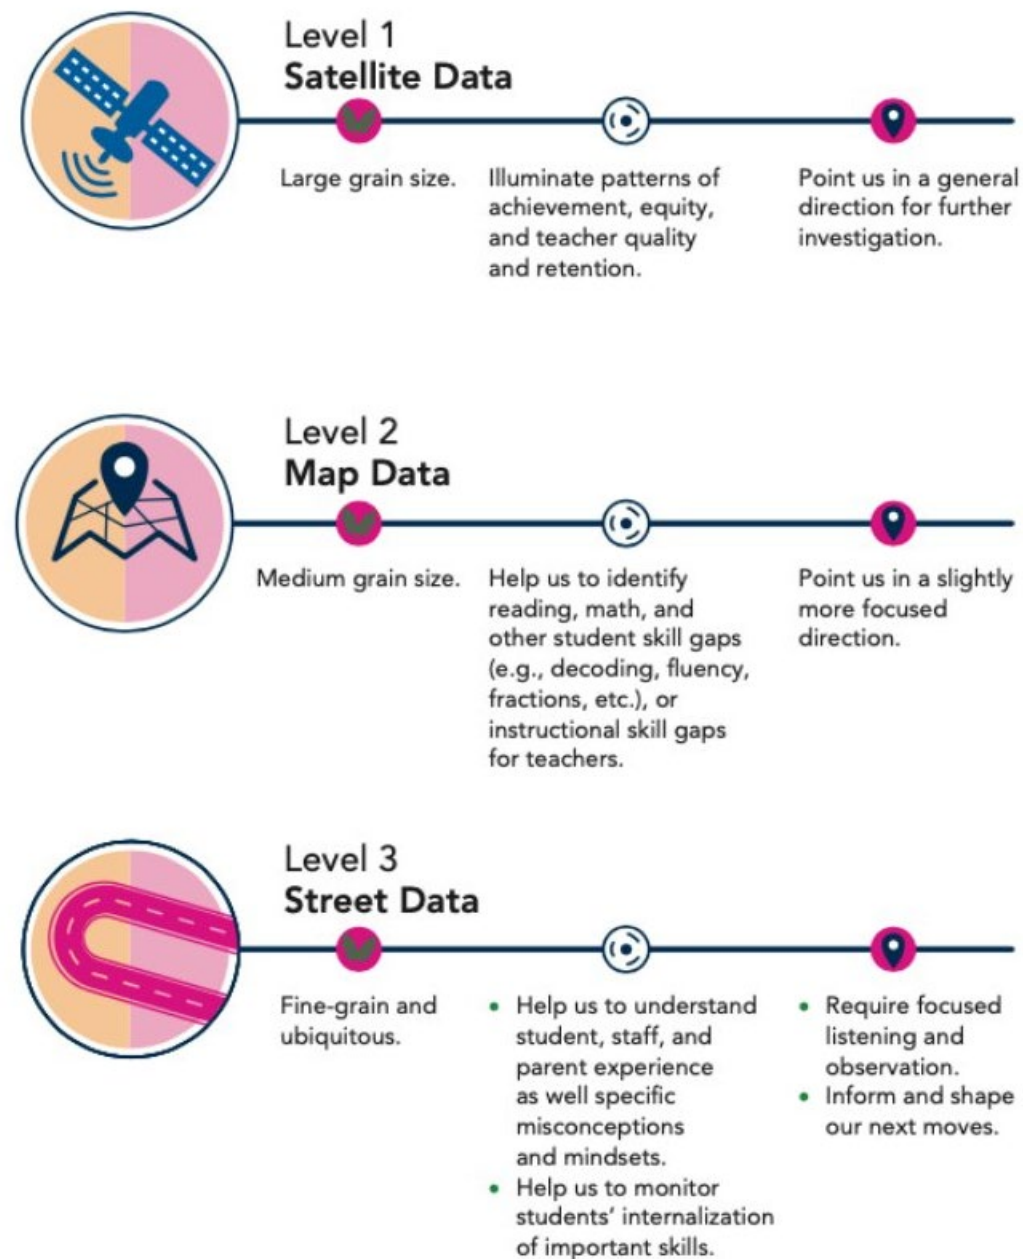 Level 1
Satellite Data
Large grain size.
Illuminate patterns of
achievement, equity,
and teacher quality
and retention.
Point us in a general
direction for further
investigation.
Level 2
Map Data
Medium grain size.
Help us to identify
reading, math, and
other student skill gaps
(e.g., decoding, fluency,
fractions, etc.), or
instructional skill gaps
for teachers.
Point us in a slightly
more focused
direction.
Level 3
Street Data
Fine-grain and
ubiquitous.
• Help us to understand
student, staff, and
parent experience
as well specific
misconceptions
and mindsets.
• Help us to monitor
students’ internalization
of important skills.
• Require focused
listening and
observation.
• Inform and shape
our next moves.